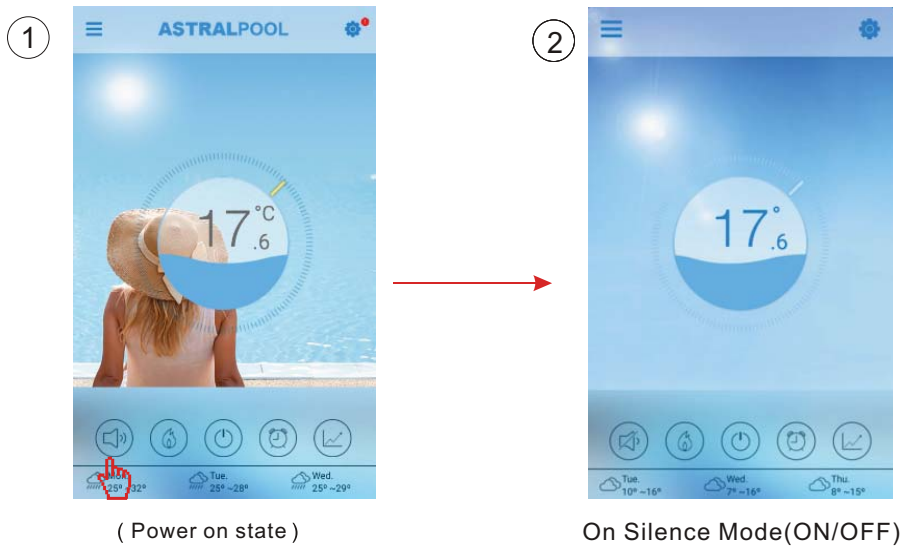 1
ASTRALPOOL
17 °C
.6
Mon.
25° ~32°
Tue.
25° ~28°
Wed.
25° ~29°
( Power on state )
2
17 °
.6
Tue.
10° ~16°
Wed.
7° ~16°
Thu.
8° ~15°
On Silence Mode(ON/OFF)